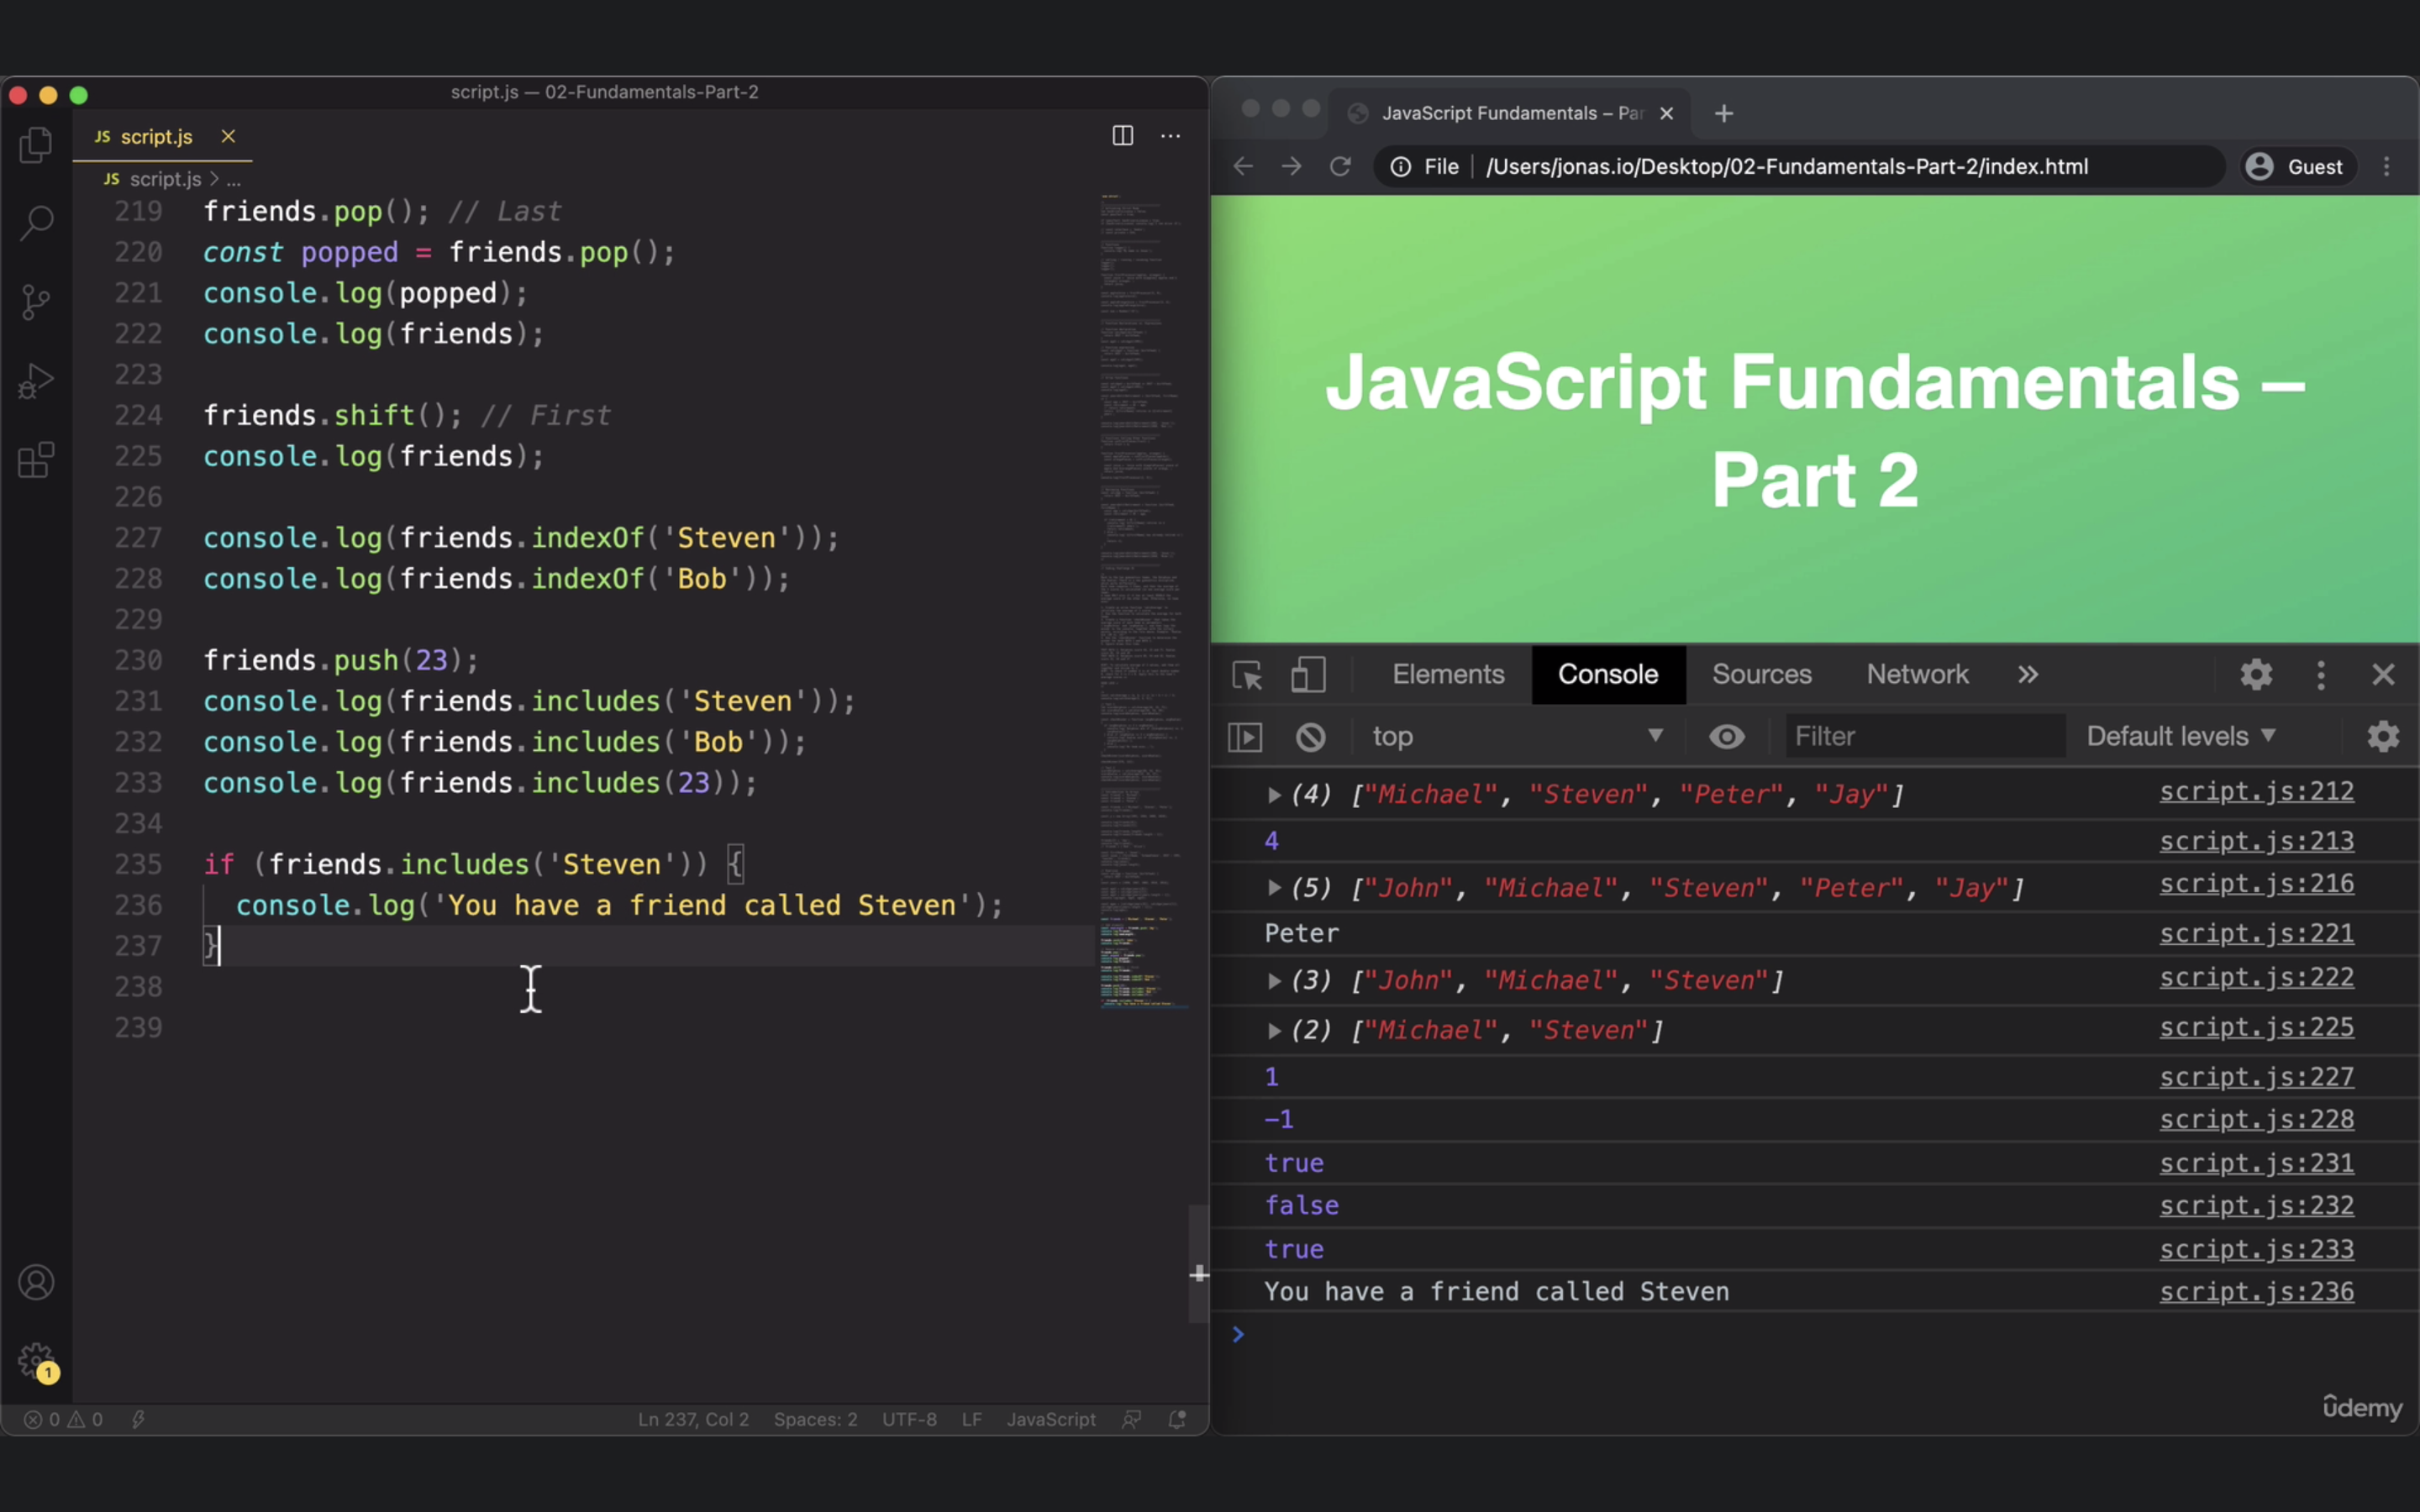 script.js — 02-Fundamentals-Part-2
JS script.js
JS script.js > ...
219 friends.pop(); // Last
220 const popped = friends.pop();
221 console.log(popped);
222 console.log(friends);
223
224 friends.shift(); // First
225 console.log(friends);
226
227 console.log(friends.indexOf('Steven'));
228 console.log(friends.indexOf('Bob'));
229
230 friends.push(23);
231 console.log(friends.includes('Steven'));
232 console.log(friends.includes('Bob'));
233 console.log(friends.includes(23));
234
235 if (friends.includes('Steven')) {
236 console.log('You have a friend called Steven');
237 }
238
239
1
0 0 Ln 237, Col 2 Spaces: 2 UTF-8 LF JavaScript
JavaScript Fundamentals – Par
File /Users/jonas.io/Desktop/02-Fundamentals-Part-2/index.html Guest
JavaScript Fundamentals –
Part 2
Elements Console Sources Network »
top Filter Default levels
(4) ["Michael", "Steven", "Peter", "Jay"] script.js:212
4 script.js:213
(5) ["John", "Michael", "Steven", "Peter", "Jay"] script.js:216
Peter script.js:221
(3) ["John", "Michael", "Steven"] script.js:222
(2) ["Michael", "Steven"] script.js:225
1 script.js:227
-1 script.js:228
true script.js:231
false script.js:232
true script.js:233
You have a friend called Steven script.js:236
>
ûdemy